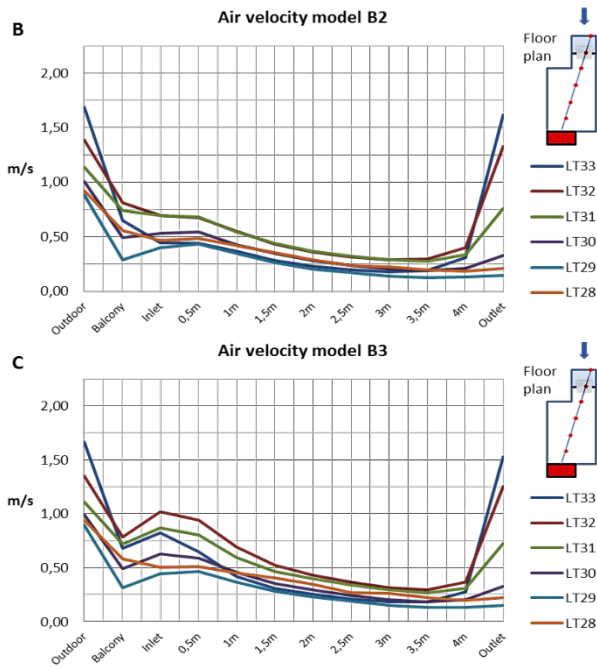 B
Air velocity model B2
Floor
plan
2,00
1,50
m/s
1,00
0,50
0,00
Outdoor
Balcony
Inlet
0,5m
1m
1,5m
2m
2,5m
3m
3,5m
4m
Outlet
LT33
LT32
LT31
LT30
LT29
LT28
C
Air velocity model B3
Floor
plan
2,00
1,50
m/s
1,00
0,50
0,00
Outdoor
Balcony
Inlet
0,5m
1m
1,5m
2m
2,5m
3m
3,5m
4m
Outlet
LT33
LT32
LT31
LT30
LT29
LT28